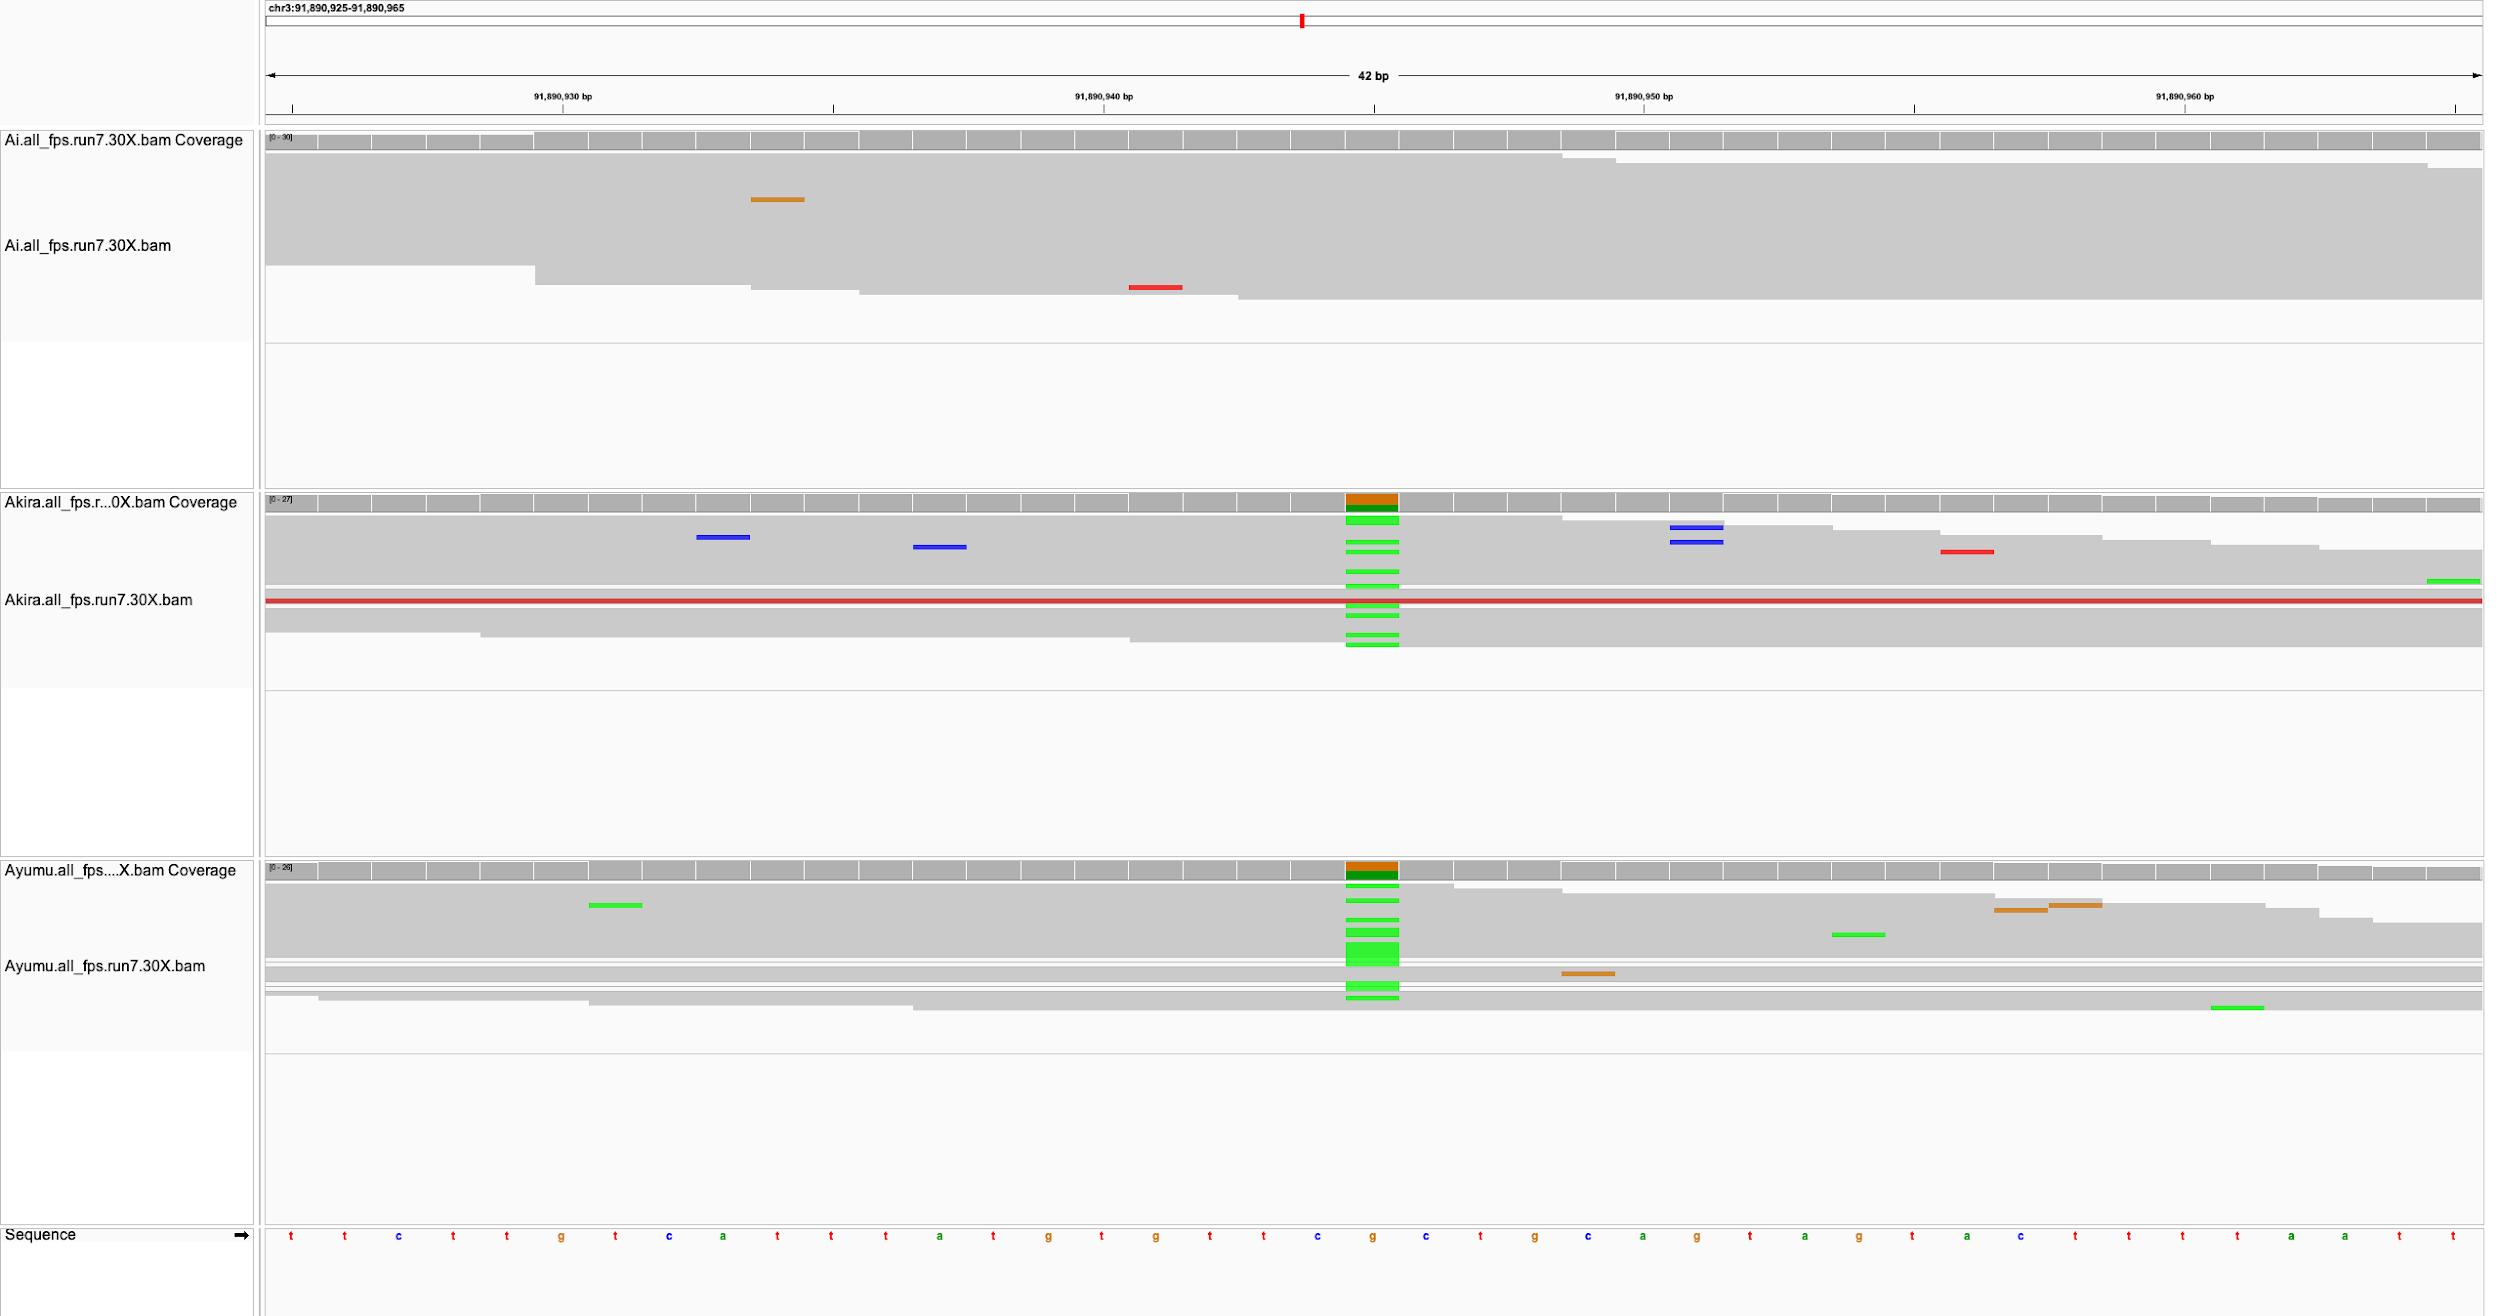 chr3:91,890,925-91,890,965
42 bp
91,890,930 bp 91,890,940 bp 91,890,950 bp 91,890,960 bp
Ai.all_fps.run7.30X.bam Coverage
[0 - 30]
Ai.all_fps.run7.30X.bam
Akira.all_fps.r...0X.bam Coverage
[0 - 27]
Akira.all_fps.run7.30X.bam
Ayumu.all_fps....X.bam Coverage
[0 - 26]
Ayumu.all_fps.run7.30X.bam
Sequence t t c t t g t c a t t t a t g t g t t c g c t g c a g t a g t a c t t t t a a t t